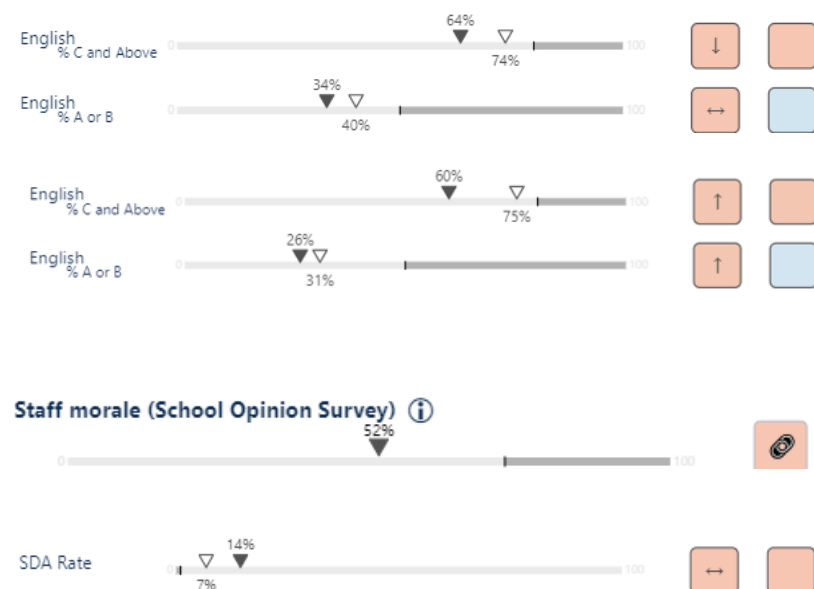 64%
English
% C and Above
0
100
↓
74%
34%
English
% A or B
0
100
↔
40%
60%
English
% C and Above
0
100
↑
75%
26%
English
% A or B
0
100
↑
31%
Staff morale (School Opinion Survey) ⓘ
52%
0
100
14%
SDA Rate
0
100
↔
7%